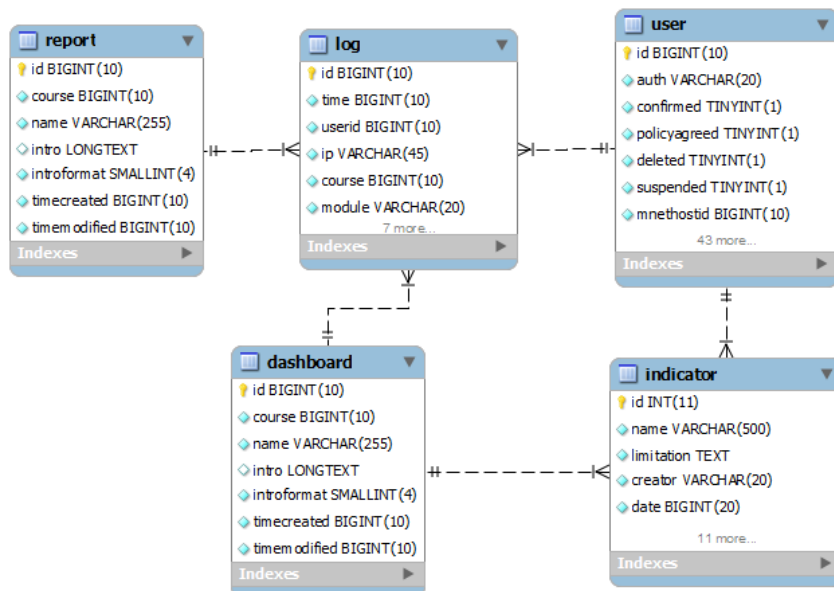 report
id BIGINT(10)
course BIGINT(10)
name VARCHAR(255)
intro LONGTEXT
introformat SMALLINT(4)
timecreated BIGINT(10)
timemodified BIGINT(10)
Indexes
log
id BIGINT(10)
time BIGINT(10)
userid BIGINT(10)
ip VARCHAR(45)
course BIGINT(10)
module VARCHAR(20)
7 more...
Indexes
user
id BIGINT(10)
auth VARCHAR(20)
confirmed TINYINT(1)
policyagreed TINYINT(1)
deleted TINYINT(1)
suspended TINYINT(1)
mnethostid BIGINT(10)
43 more...
Indexes
dashboard
id BIGINT(10)
course BIGINT(10)
name VARCHAR(255)
intro LONGTEXT
introformat SMALLINT(4)
timecreated BIGINT(10)
timemodified BIGINT(10)
Indexes
indicator
id INT(11)
name VARCHAR(500)
limitation TEXT
creator VARCHAR(20)
date BIGINT(20)
11 more...
Indexes